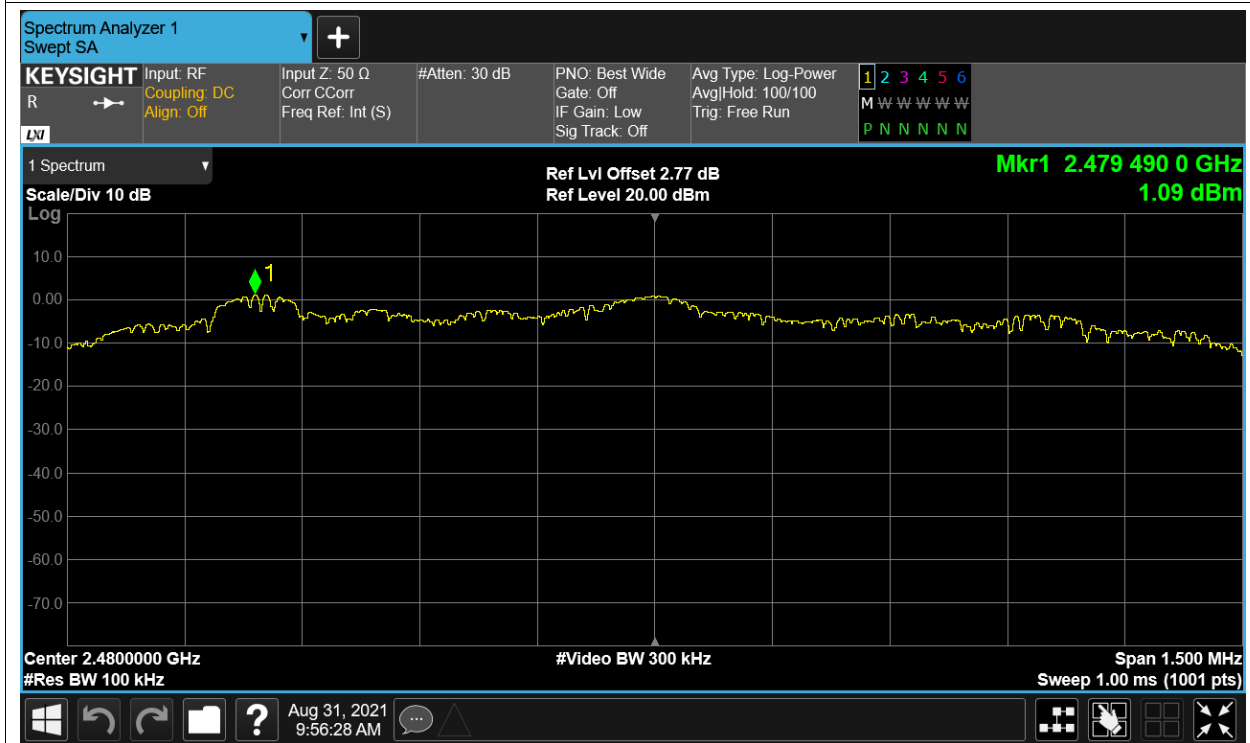 Spectrum Analyzer 1
Swept SA
KEYSIGHT
R
LXI
Input: RF
Coupling: DC
Align: Off
Input Z: 50 Ω
Corr CCorr
Freq Ref: Int (S)
#Atten: 30 dB
PNO: Best Wide
Gate: Off
IF Gain: Low
Sig Track: Off
Avg Type: Log-Power
Avg|Hold: 100/100
Trig: Free Run
1 2 3 4 5 6
M W W W W W
P N N N N N
1 Spectrum
Scale/Div 10 dB
Log
Ref Lvl Offset 2.77 dB
Ref Level 20.00 dBm
Mkr1 2.479 490 0 GHz
1.09 dBm
10.0
1
0.00
-10.0
-20.0
-30.0
-40.0
-50.0
-60.0
-70.0
Center 2.4800000 GHz
#Res BW 100 kHz
#Video BW 300 kHz
Span 1.500 MHz
Sweep 1.00 ms (1001 pts)
?
Aug 31, 2021
9:56:28 AM